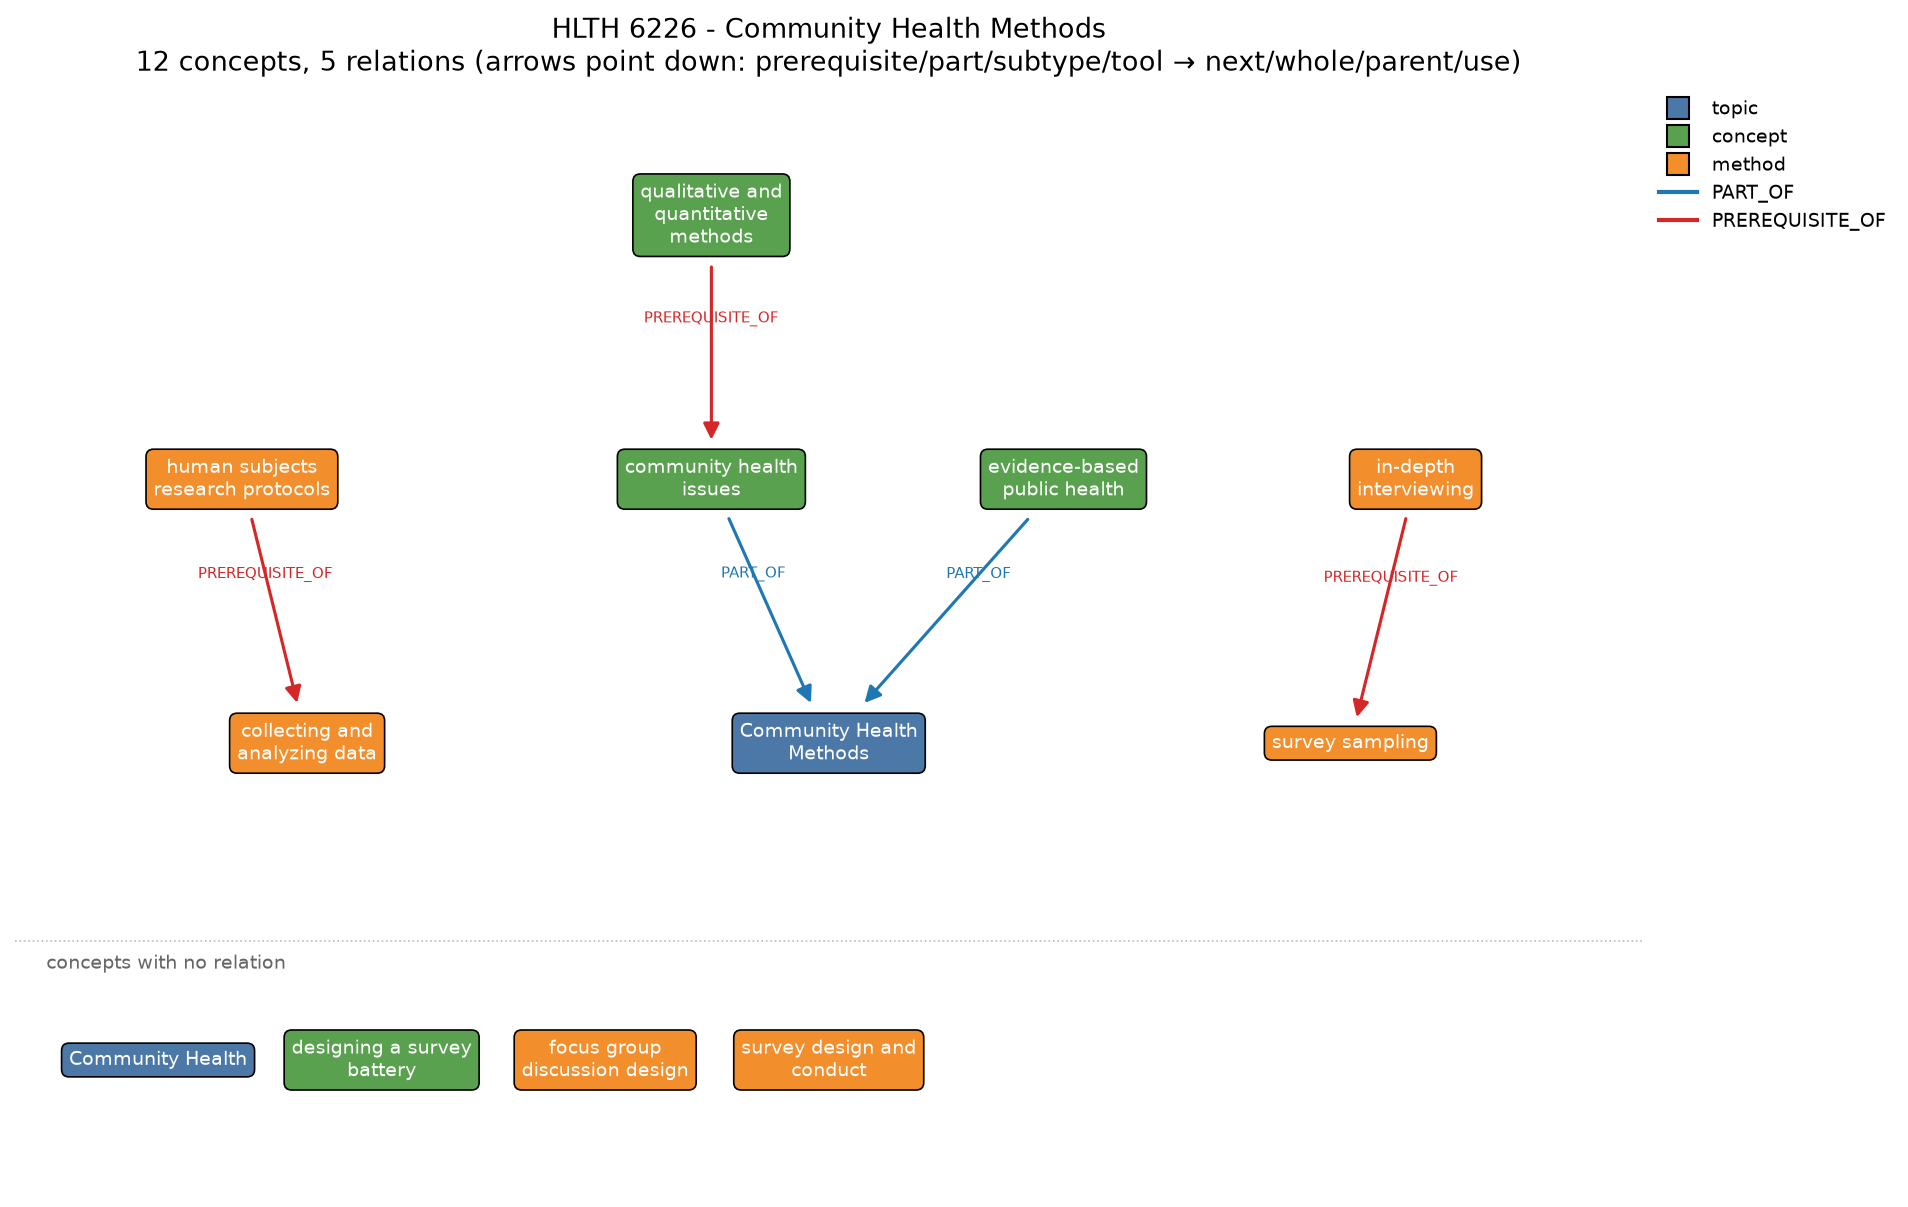 HLTH 6226 - Community Health Methods
12 concepts, 5 relations (arrows point down: prerequisite/part/subtype/tool → next/whole/parent/use)
topic
concept
method
PART_OF
PREREQUISITE_OF
qualitative and
quantitative
methods
PREREQUISITE_OF
human subjects
research protocols
community health
issues
evidence-based
public health
in-depth
interviewing
PREREQUISITE_OF
PART_OF
PART_OF
PREREQUISITE_OF
collecting and
analyzing data
Community Health
Methods
survey sampling
concepts with no relation
Community Health
designing a survey
battery
focus group
discussion design
survey design and
conduct